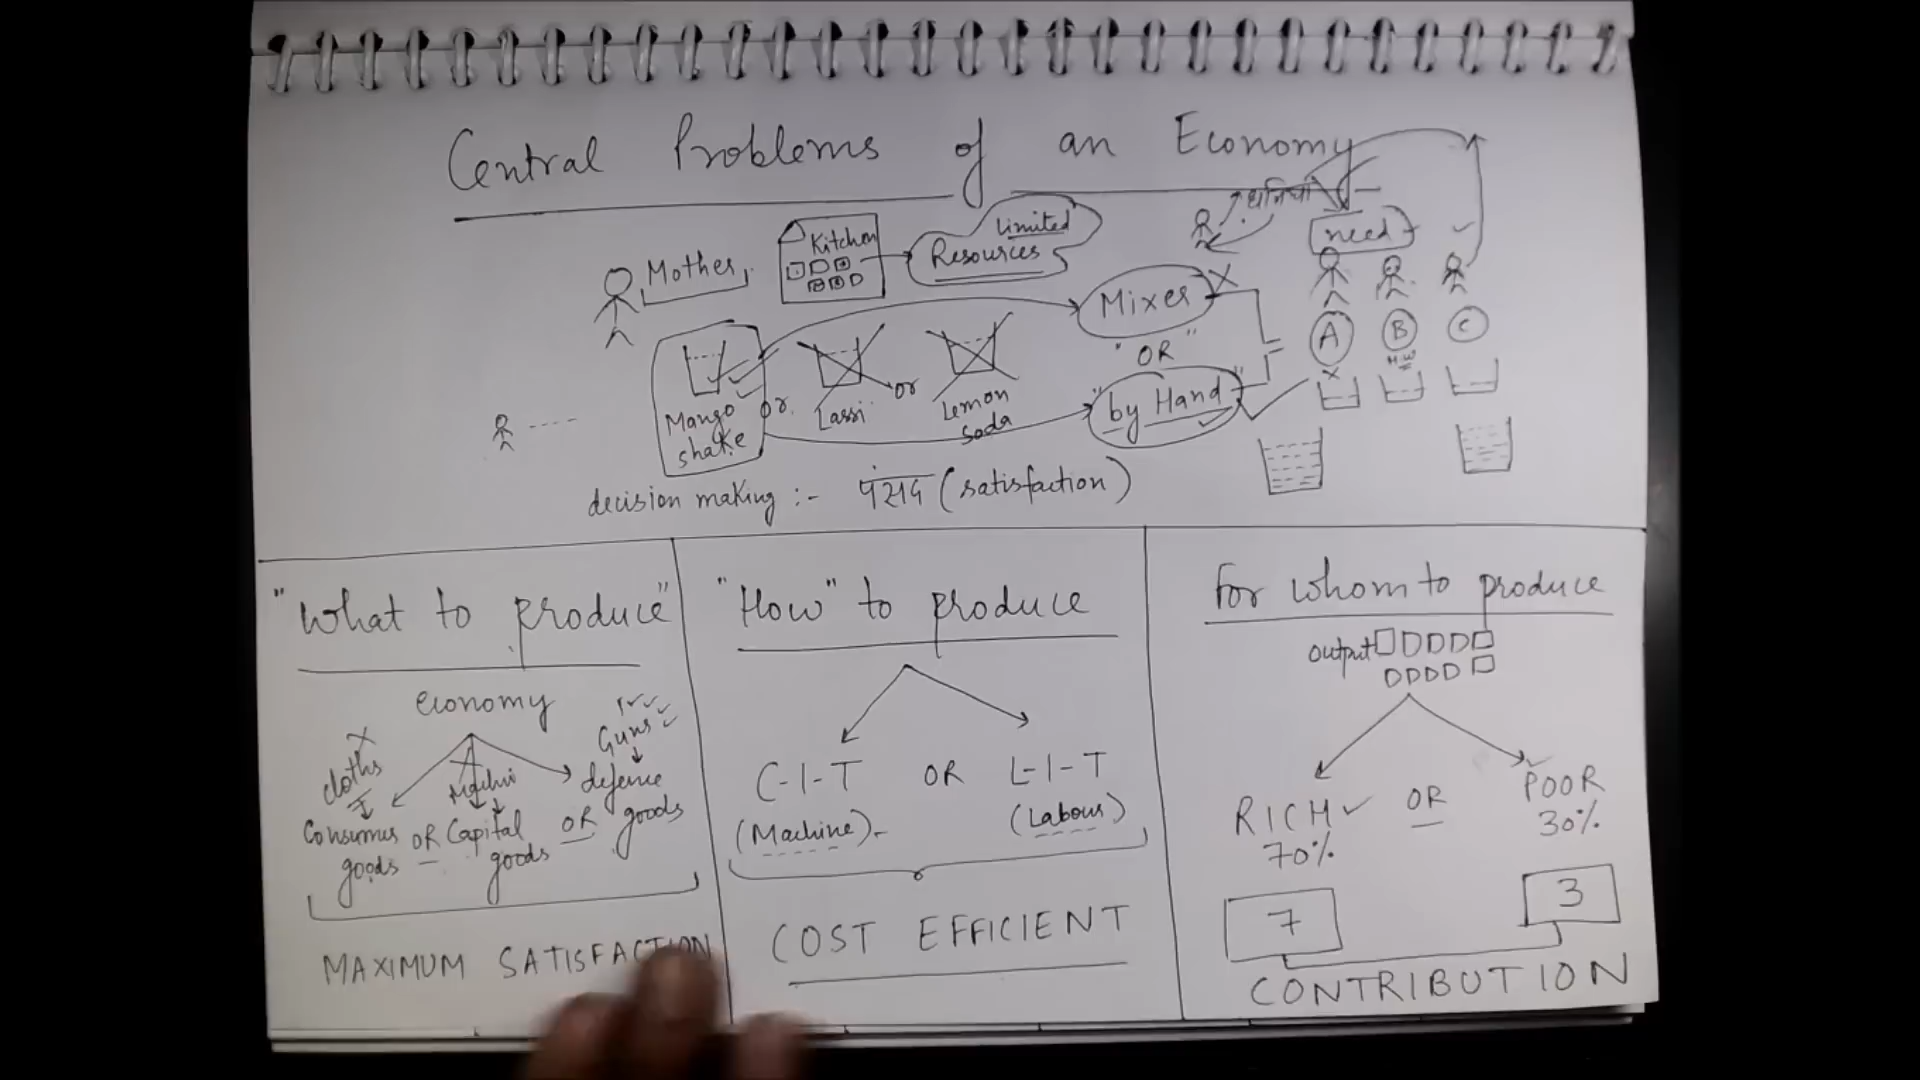 Central Problems of an Economy
Mother
Kitchen
Limited
Resources
need
Mixer
" OR "
"by Hand"
A
B
C
Mango
shake
or
Lassi
or
Lemon
soda
decision making :- पसंद (satisfaction)
"What to produce"
economy
cloths
Guns
Consumer
goods
OR
Capital
goods
OR
defence
goods
MAXIMUM SATISFACTION
"How" to produce
C-I-T OR L-I-T
(Machine) (Labour)
COST EFFICIENT
for whom to produce
output
RICH OR POOR
70% 30%
7 3
CONTRIBUTION